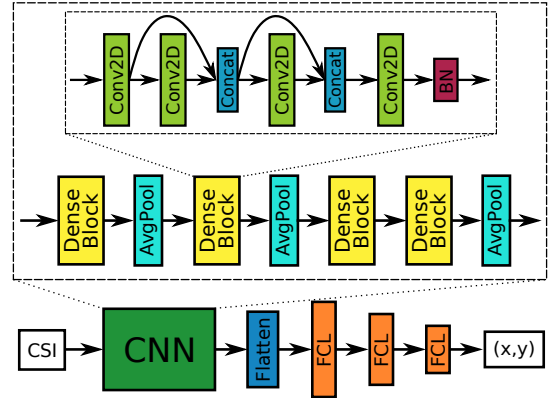 Conv2D
Conv2D
Concat
Conv2D
Concat
Conv2D
BN
Dense
Block
AvgPool
Dense
Block
AvgPool
Dense
Block
Dense
Block
AvgPool
CSI
CNN
Flatten
FCL
FCL
FCL
(x,y)